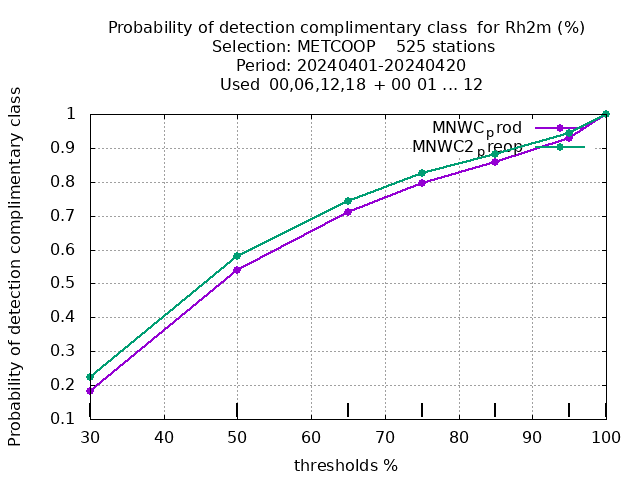 Probability of detection complimentary class  for Rh2m (%)
Selection: METCOOP    525 stations
Period: 20240401-20240420
Used  00,06,12,18  + 00 01 ... 12
Probability of detection complimentary class
1
0.9
0.8
0.7
0.6
0.5
0.4
0.3
0.2
0.1
MNWC_prod
MNWC2_preop
30 40 50 60 70 80 90 100
thresholds %